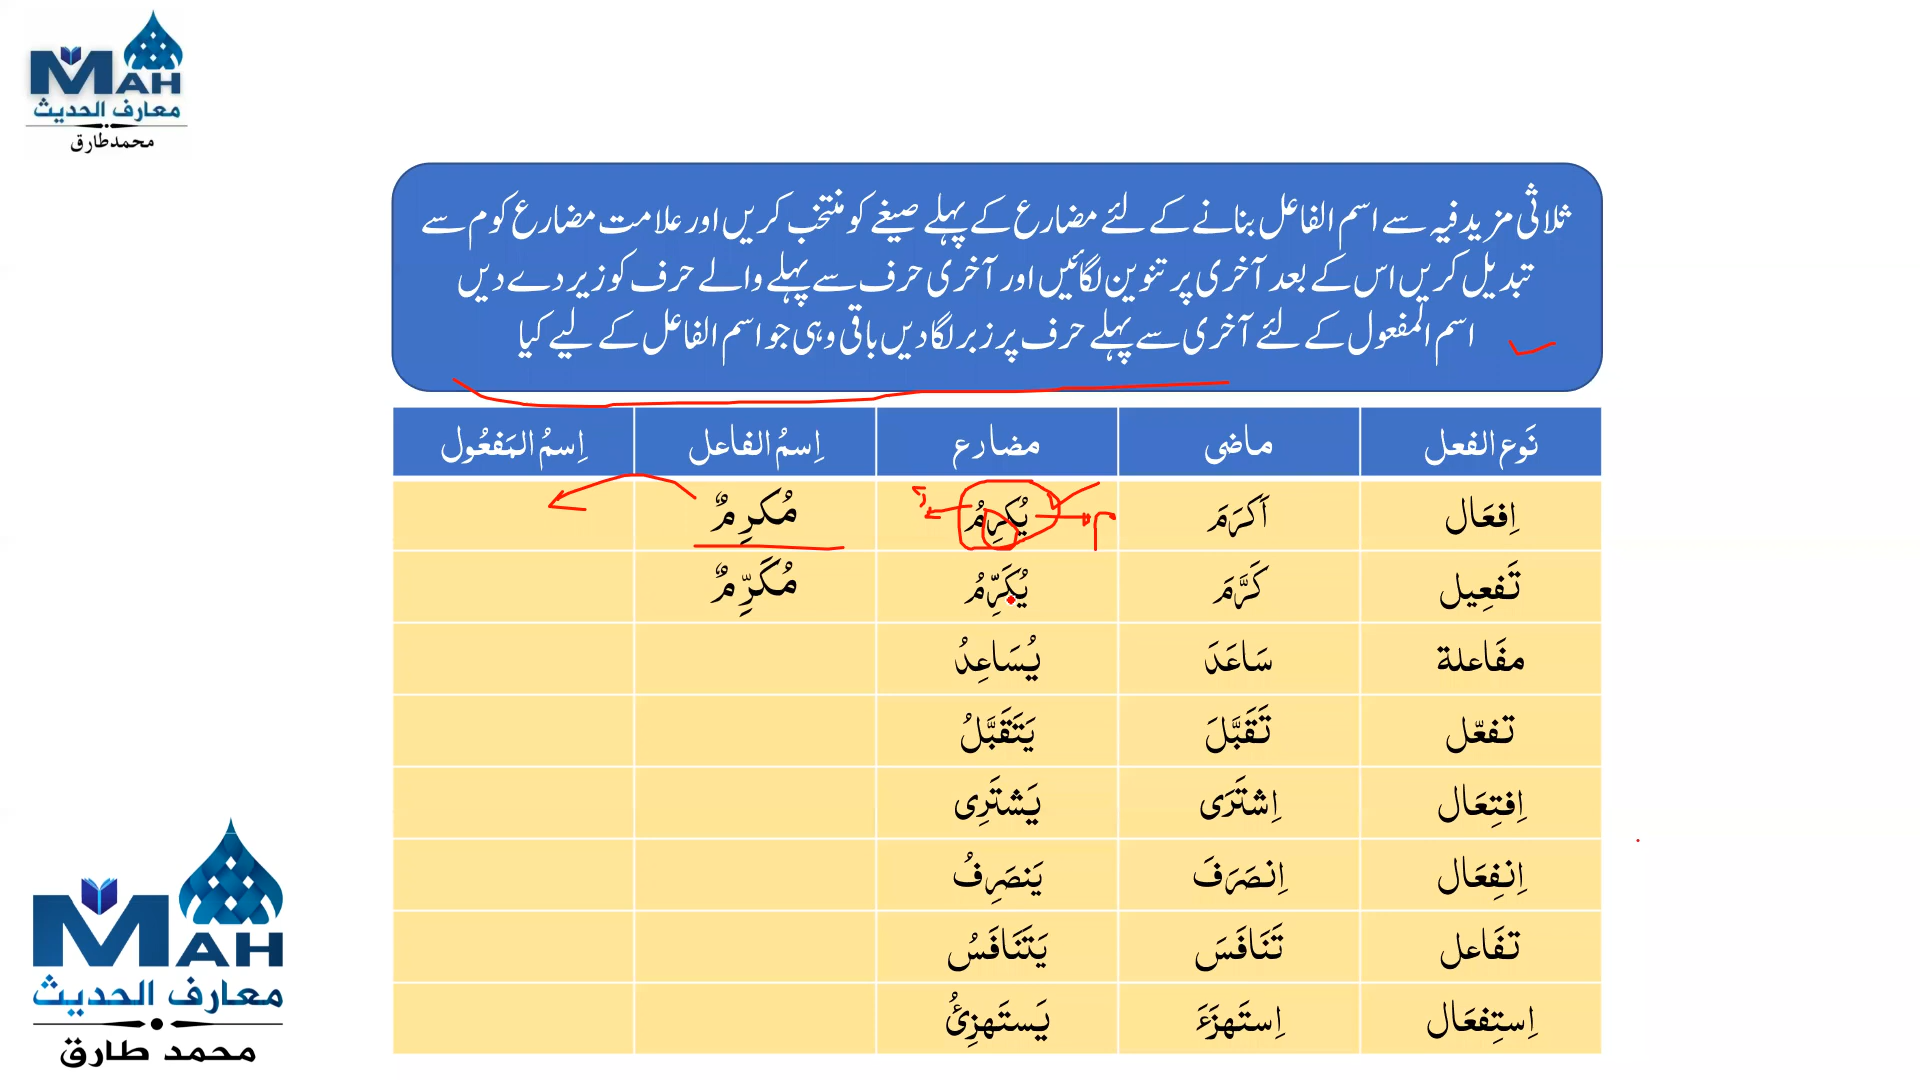 MAH
معارف الحدیث
محمد طارق
ثلاثی مزید فیہ سے اسم الفاعل بنانے کے لئے مضارع کے پہلے صیغے کو منتخب کریں اور علامت مضارع کو م سے
تبدیل کریں اس کے بعد آخری پر تنوین لگائیں اور آخری حرف سے پہلے والے حرف کو زیر دے دیں
اسم المفعول کے لئے آخری سے پہلے حرف پر زبر لگا دیں باقی وہی جو اسم الفاعل کے لیے کیا
نَوع الفعل ماضی مضارع اِسمُ الفاعل اِسمُ المَفعُول
اِفعَال اَکرَمَ یُکرِمُ مُکرِمٌ
تَفعِیل کَرَّمَ یُکَرِّمُ مُکَرِّمٌ
مفَاعلة سَاعَدَ یُسَاعِدُ
تفعّل تَقَبَّلَ یَتَقَبَّلُ
اِفتِعَال اِشتَرَی یَشتَرِی
اِنفِعَال اِنصَرَفَ یَنصَرِفُ
تفَاعل تَنَافَسَ یَتَنَافَسُ
اِستِفعَال اِستَهزَءَ یَستَهزِئُ
MAH
معارف الحدیث
محمد طارق